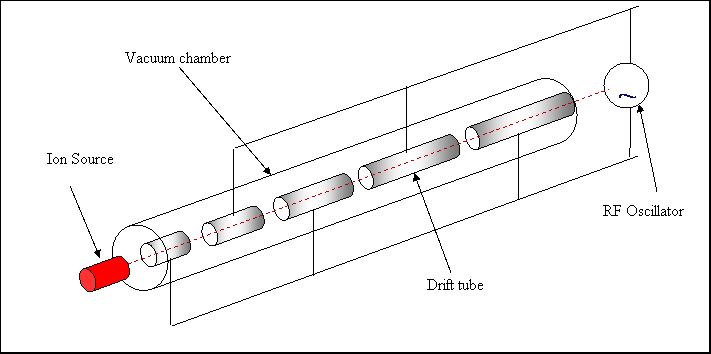 Vacuum chamber
Ion Source
RF Oscillator
Drift tube